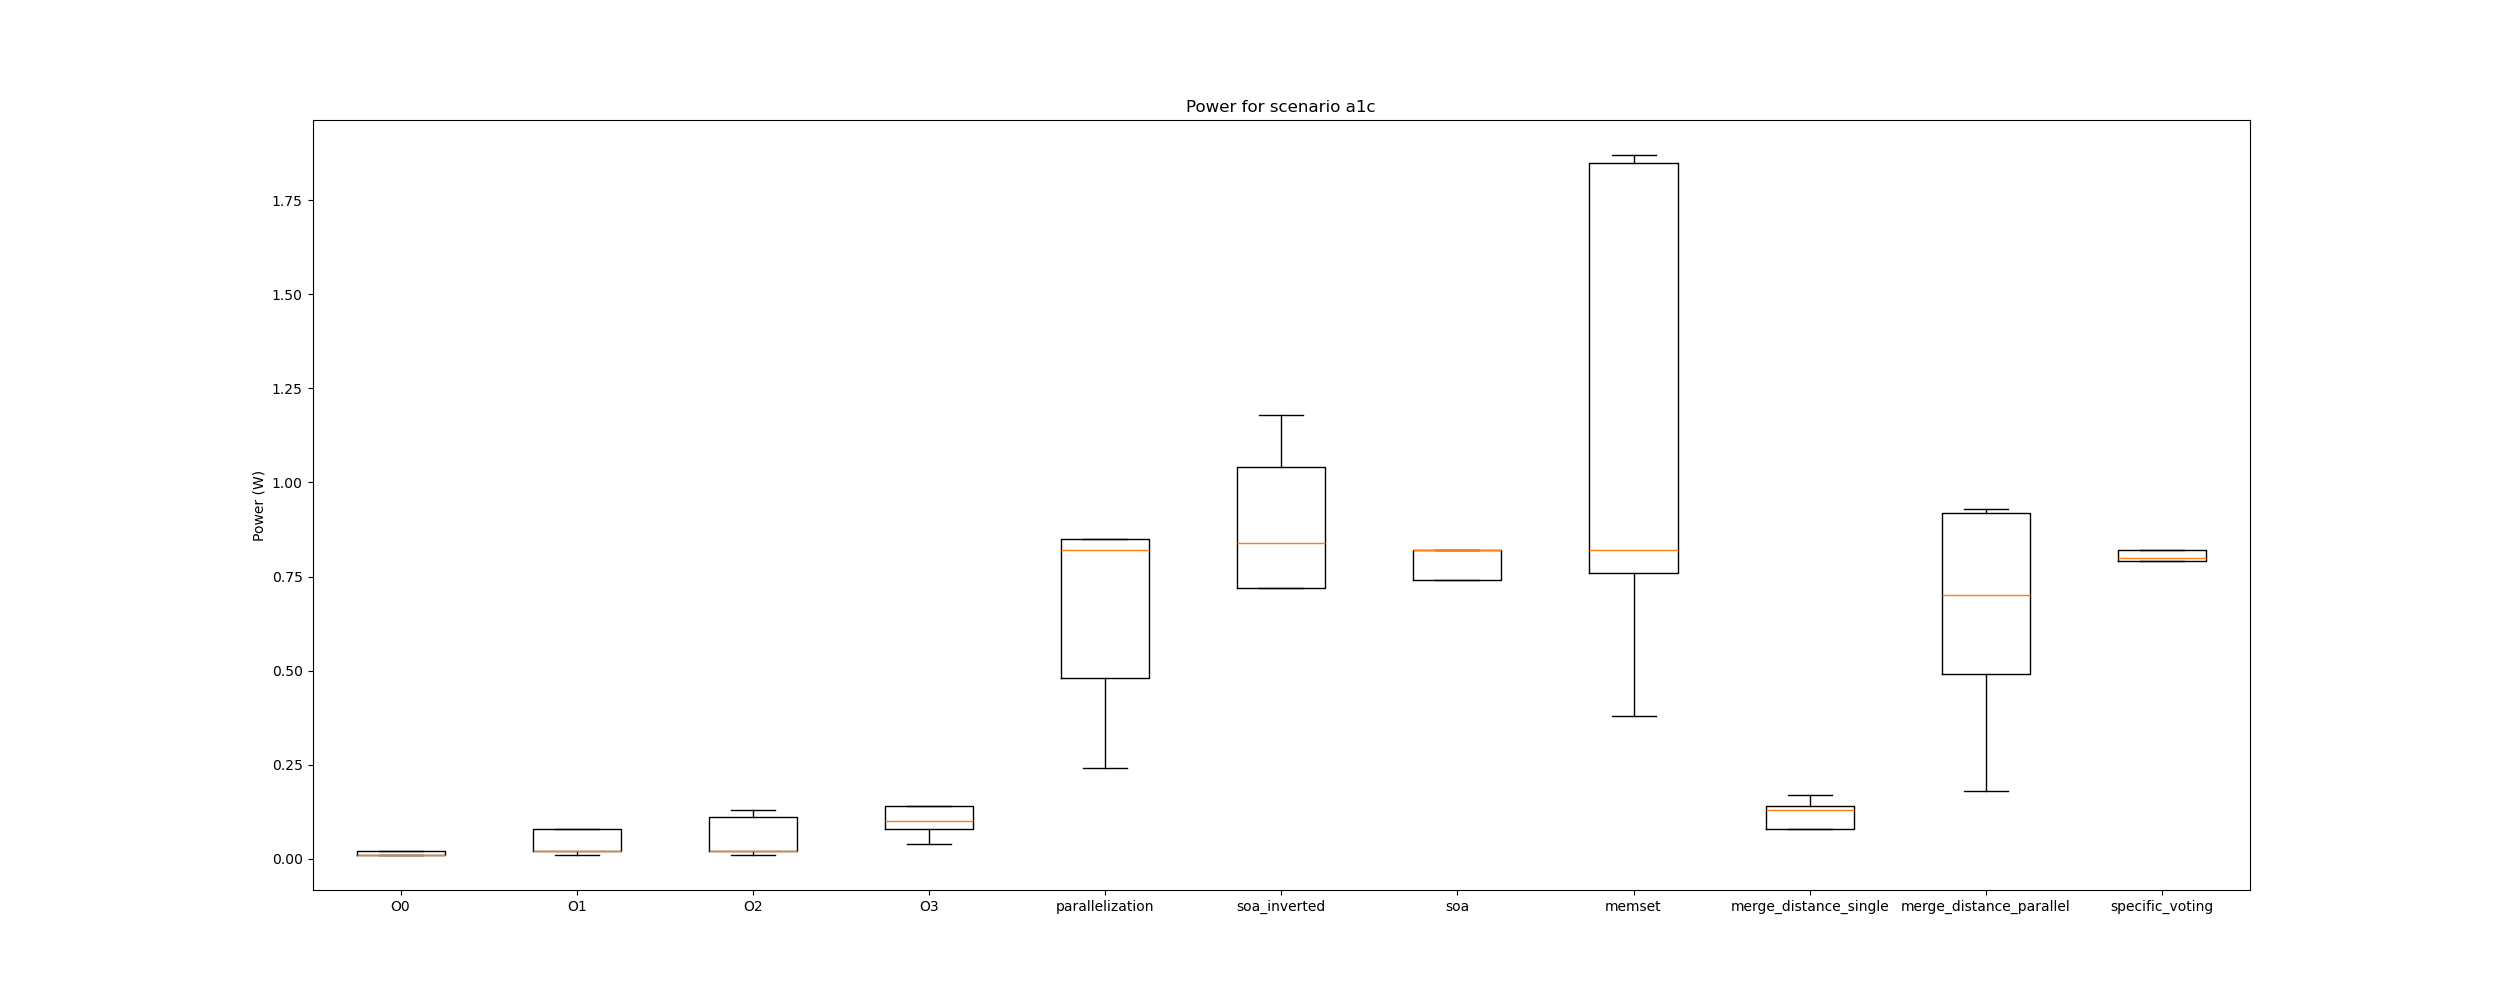 Power for scenario a1c
Power (W)
1.75
1.50
1.25
1.00
0.75
0.50
0.25
0.00
O0 O1 O2 O3 parallelization soa_inverted soa memset merge_distance_single merge_distance_parallel specific_voting